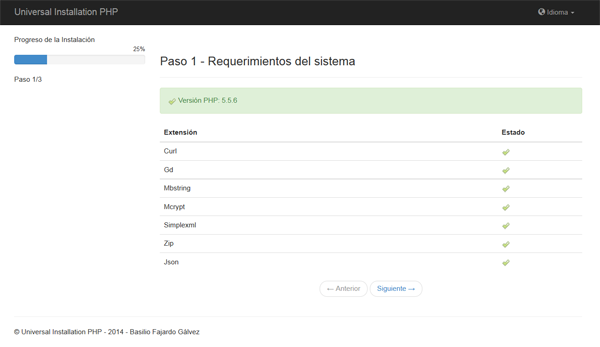 Universal Installation PHP
Idioma
Progreso de la Instalación
25%
Paso 1/3
Paso 1 - Requerimientos del sistema
Versión PHP: 5.5.6
Extensión Estado
Curl
Gd
Mbstring
Mcrypt
Simplexml
Zip
Json
← Anterior Siguiente →
© Universal Installation PHP - 2014 - Basilio Fajardo Gálvez